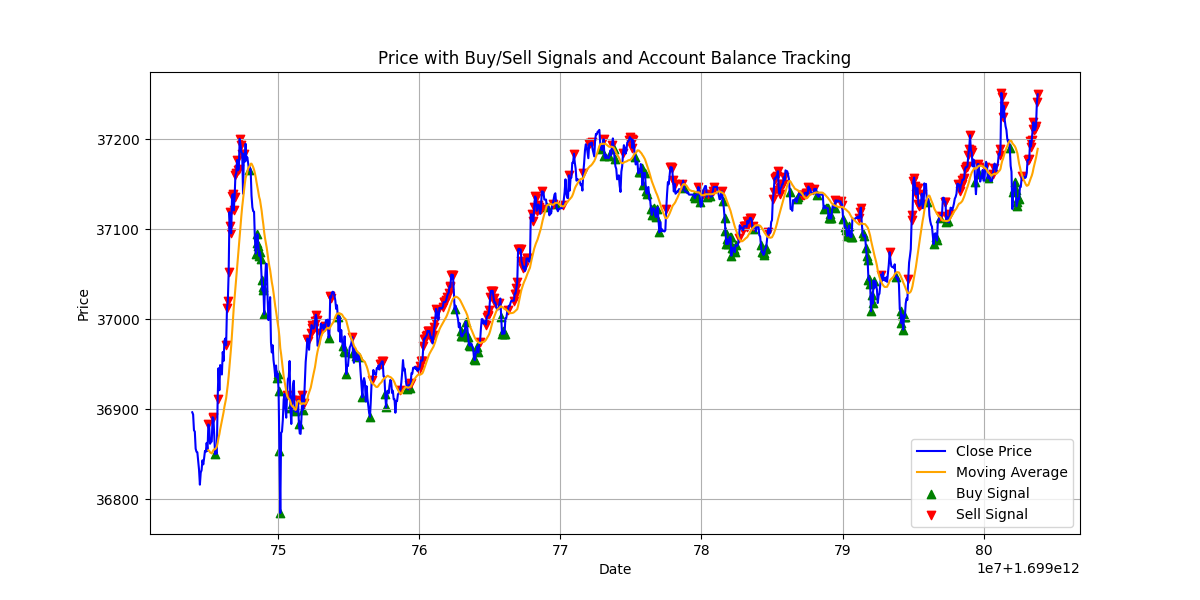 Price with Buy/Sell Signals and Account Balance Tracking
Price
37200
37100
37000
36900
36800
75 76 77 78 79 80
1e7+1.699e12
Date
Close Price
Moving Average
Buy Signal
Sell Signal